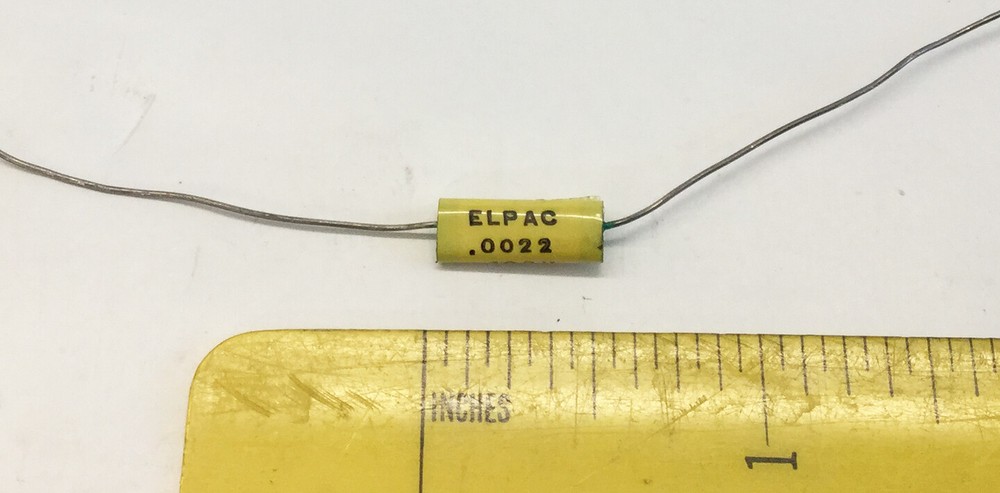 ELPAC
.0022
INCHES
1